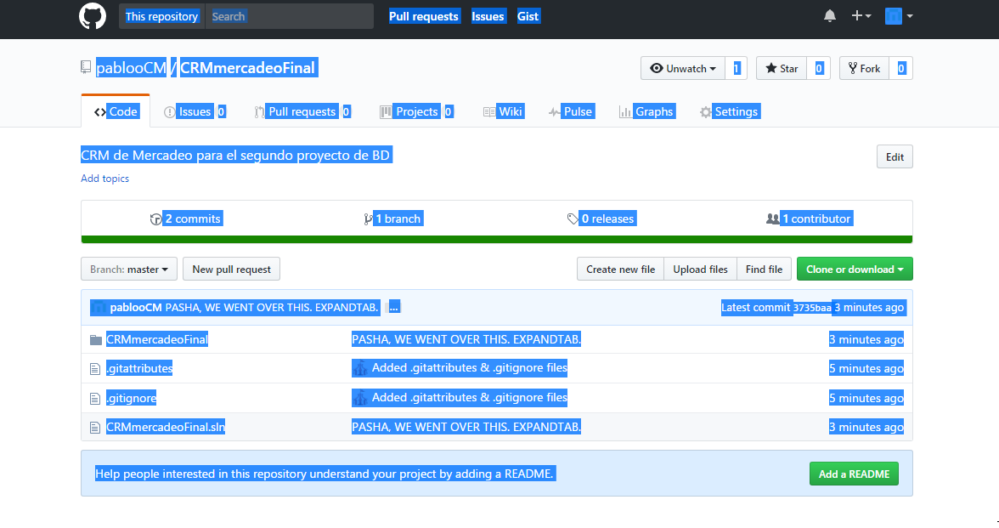 This repository Search Pull requests Issues Gist
pablooCM / CRMmercadeoFinal Unwatch 1 Star 0 Fork 0
Code Issues 0 Pull requests 0 Projects 0 Wiki Pulse Graphs Settings
CRM de Mercadeo para el segundo proyecto de BD Edit
Add topics
2 commits 1 branch 0 releases 1 contributor
Branch: master New pull request Create new file Upload files Find file Clone or download
pablooCM PASHA, WE WENT OVER THIS. EXPANDTAB. ... Latest commit 3735baa 3 minutes ago
CRMmercadeoFinal PASHA, WE WENT OVER THIS. EXPANDTAB. 3 minutes ago
.gitattributes Added .gitattributes & .gitignore files 5 minutes ago
.gitignore Added .gitattributes & .gitignore files 5 minutes ago
CRMmercadeoFinal.sln PASHA, WE WENT OVER THIS. EXPANDTAB. 3 minutes ago
Help people interested in this repository understand your project by adding a README. Add a README